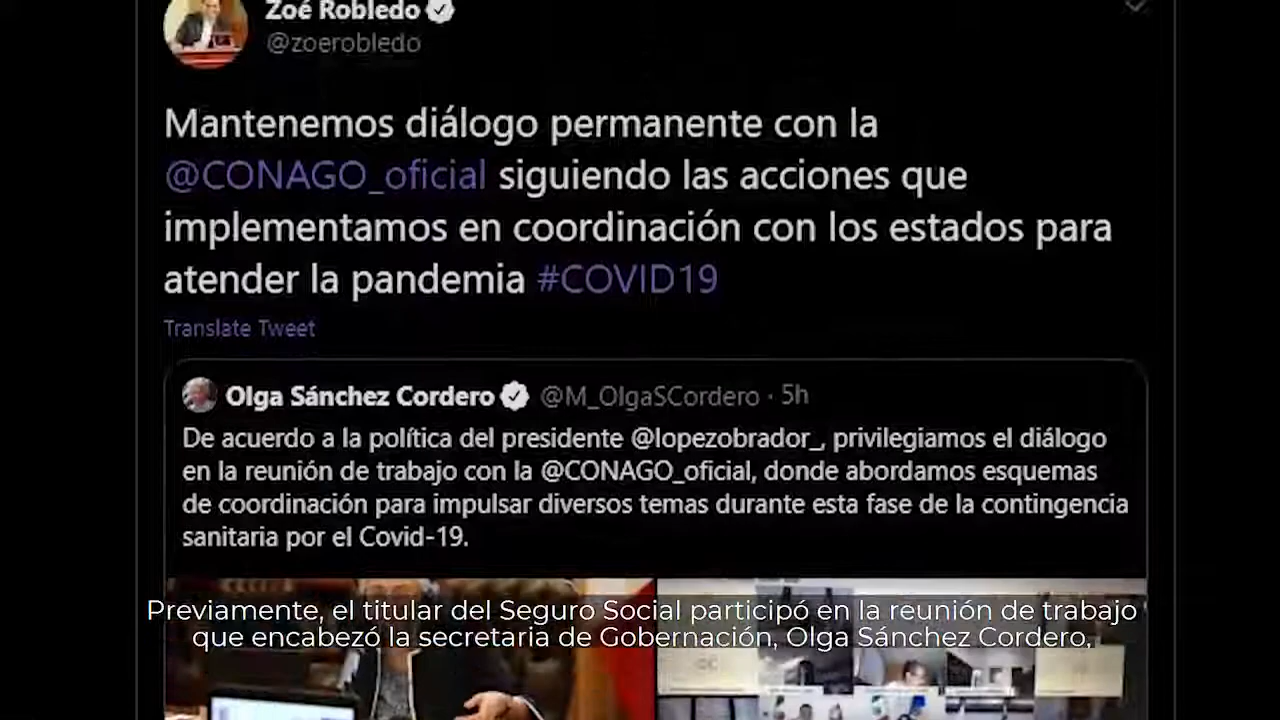 Zoé Robledo
@zoerobledo
Mantenemos diálogo permanente con la
@CONAGO_oficial siguiendo las acciones que
implementamos en coordinación con los estados para
atender la pandemia #COVID19
Translate Tweet
Olga Sánchez Cordero @M_OlgaSCordero · 5h
De acuerdo a la política del presidente @lopezobrador_, privilegiamos el diálogo
en la reunión de trabajo con la @CONAGO_oficial, donde abordamos esquemas
de coordinación para impulsar diversos temas durante esta fase de la contingencia
sanitaria por el Covid-19.
Previamente, el titular del Seguro Social participó en la reunión de trabajo
que encabezó la secretaria de Gobernación, Olga Sánchez Cordero,